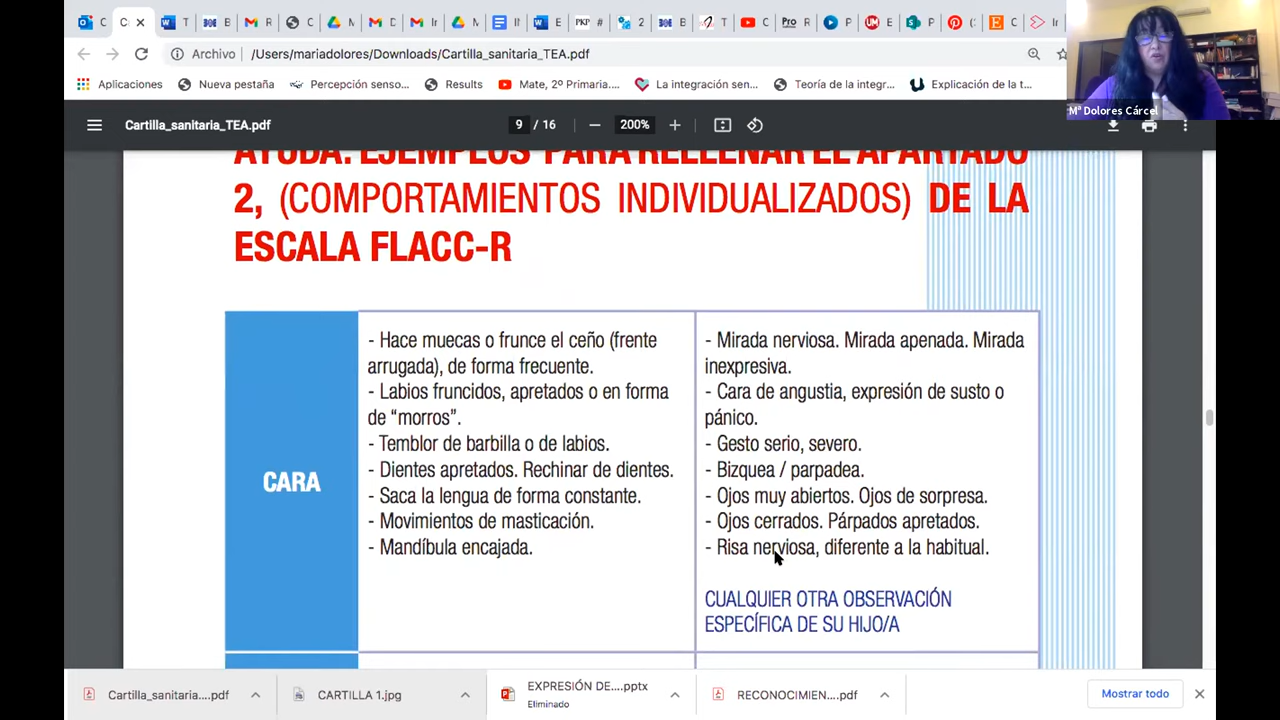 Archivo
/Users/mariadolores/Downloads/Cartilla_sanitaria_TEA.pdf
Aplicaciones
Nueva pestaña
Percepción senso...
Results
Mate, 2º Primaria....
La integración sen...
Teoría de la integr...
Explicación de la t...
Mª Dolores Cárcel
Cartilla_sanitaria_TEA.pdf
9 / 16
200%
AYUDA. EJEMPLOS PARA RELLENAR EL APARTADO
2, (COMPORTAMIENTOS INDIVIDUALIZADOS) DE LA
ESCALA FLACC-R
CARA
- Hace muecas o frunce el ceño (frente
arrugada), de forma frecuente.
- Labios fruncidos, apretados o en forma
de “morros”.
- Temblor de barbilla o de labios.
- Dientes apretados. Rechinar de dientes.
- Saca la lengua de forma constante.
- Movimientos de masticación.
- Mandíbula encajada.
- Mirada nerviosa. Mirada apenada. Mirada
inexpresiva.
- Cara de angustia, expresión de susto o
pánico.
- Gesto serio, severo.
- Bizquea / parpadea.
- Ojos muy abiertos. Ojos de sorpresa.
- Ojos cerrados. Párpados apretados.
- Risa nerviosa, diferente a la habitual.
CUALQUIER OTRA OBSERVACIÓN
ESPECÍFICA DE SU HIJO/A
Cartilla_sanitaria....pdf
CARTILLA 1.jpg
EXPRESIÓN DE....pptx
Eliminado
RECONOCIMIEN....pdf
Mostrar todo